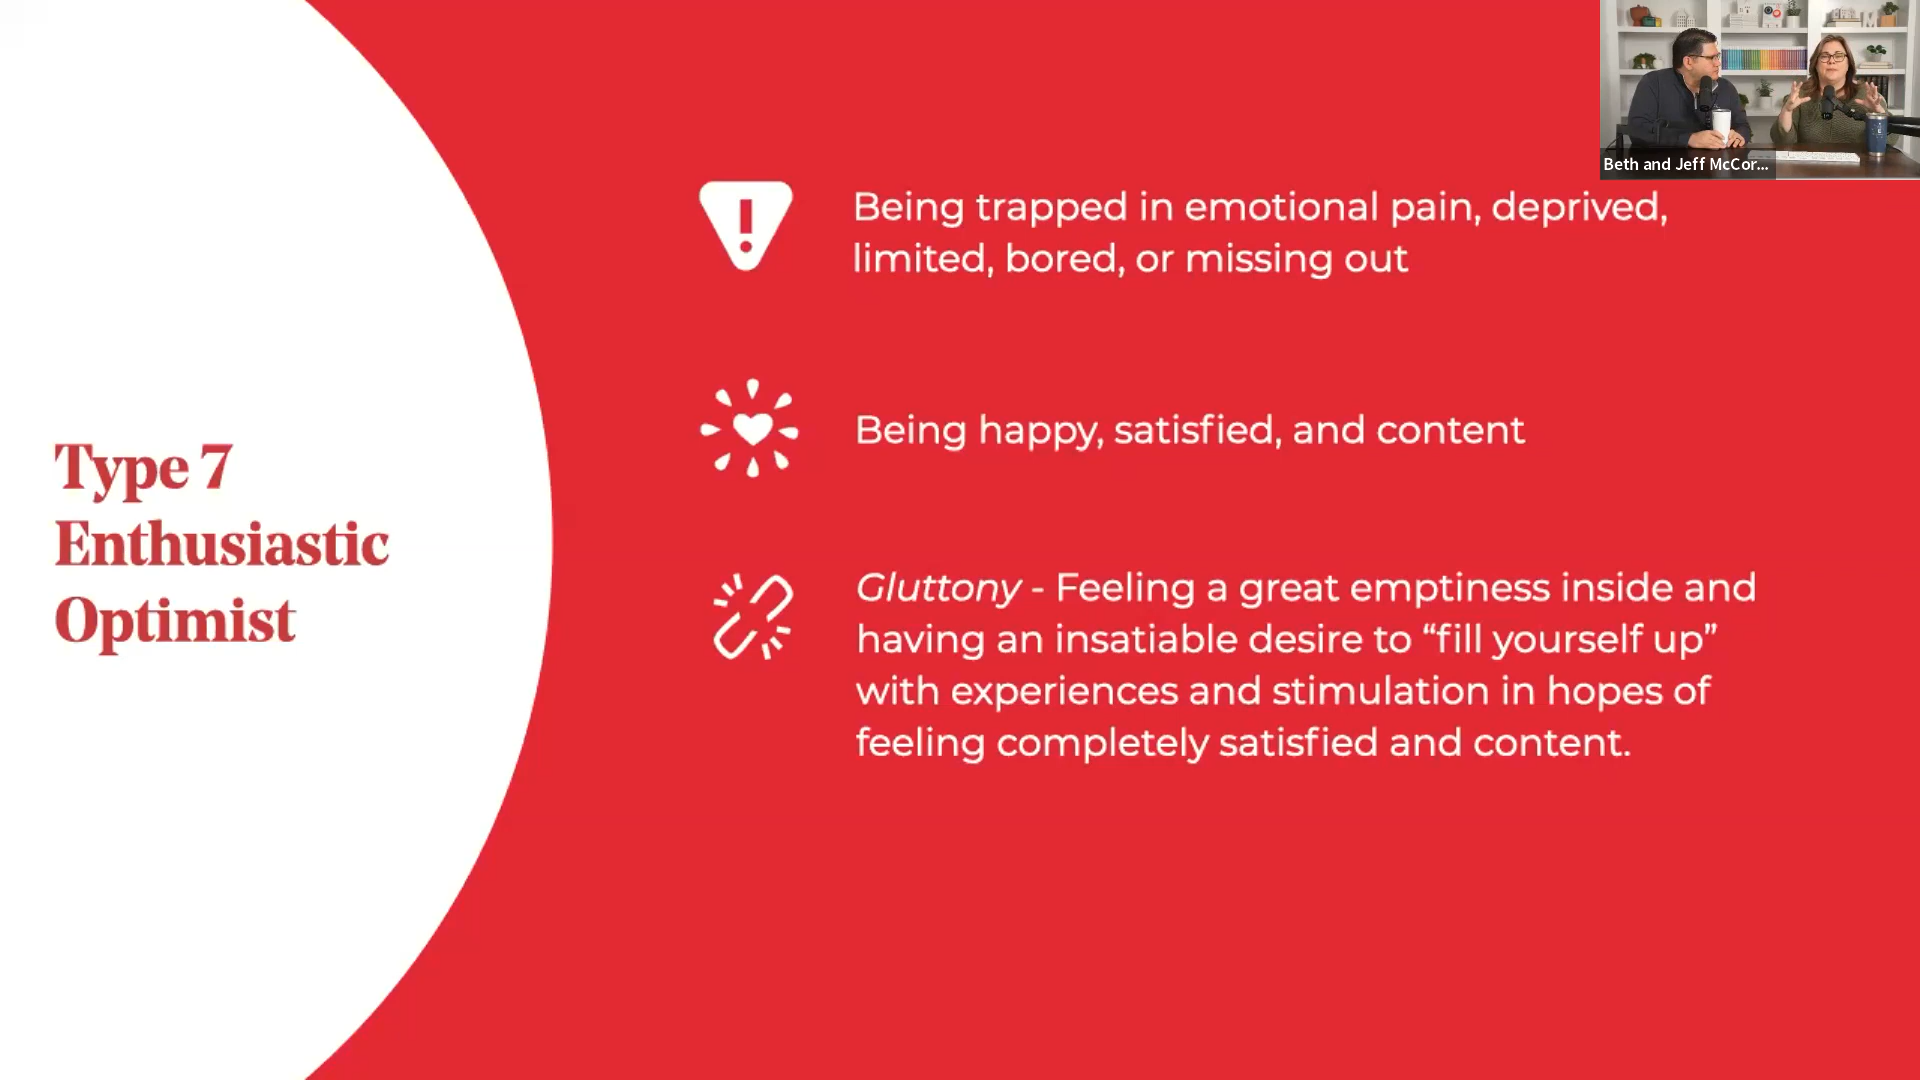 Type 7
Enthusiastic
Optimist
Being trapped in emotional pain, deprived,
limited, bored, or missing out
Being happy, satisfied, and content
Gluttony - Feeling a great emptiness inside and
having an insatiable desire to “fill yourself up”
with experiences and stimulation in hopes of
feeling completely satisfied and content.
Beth and Jeff McCor...